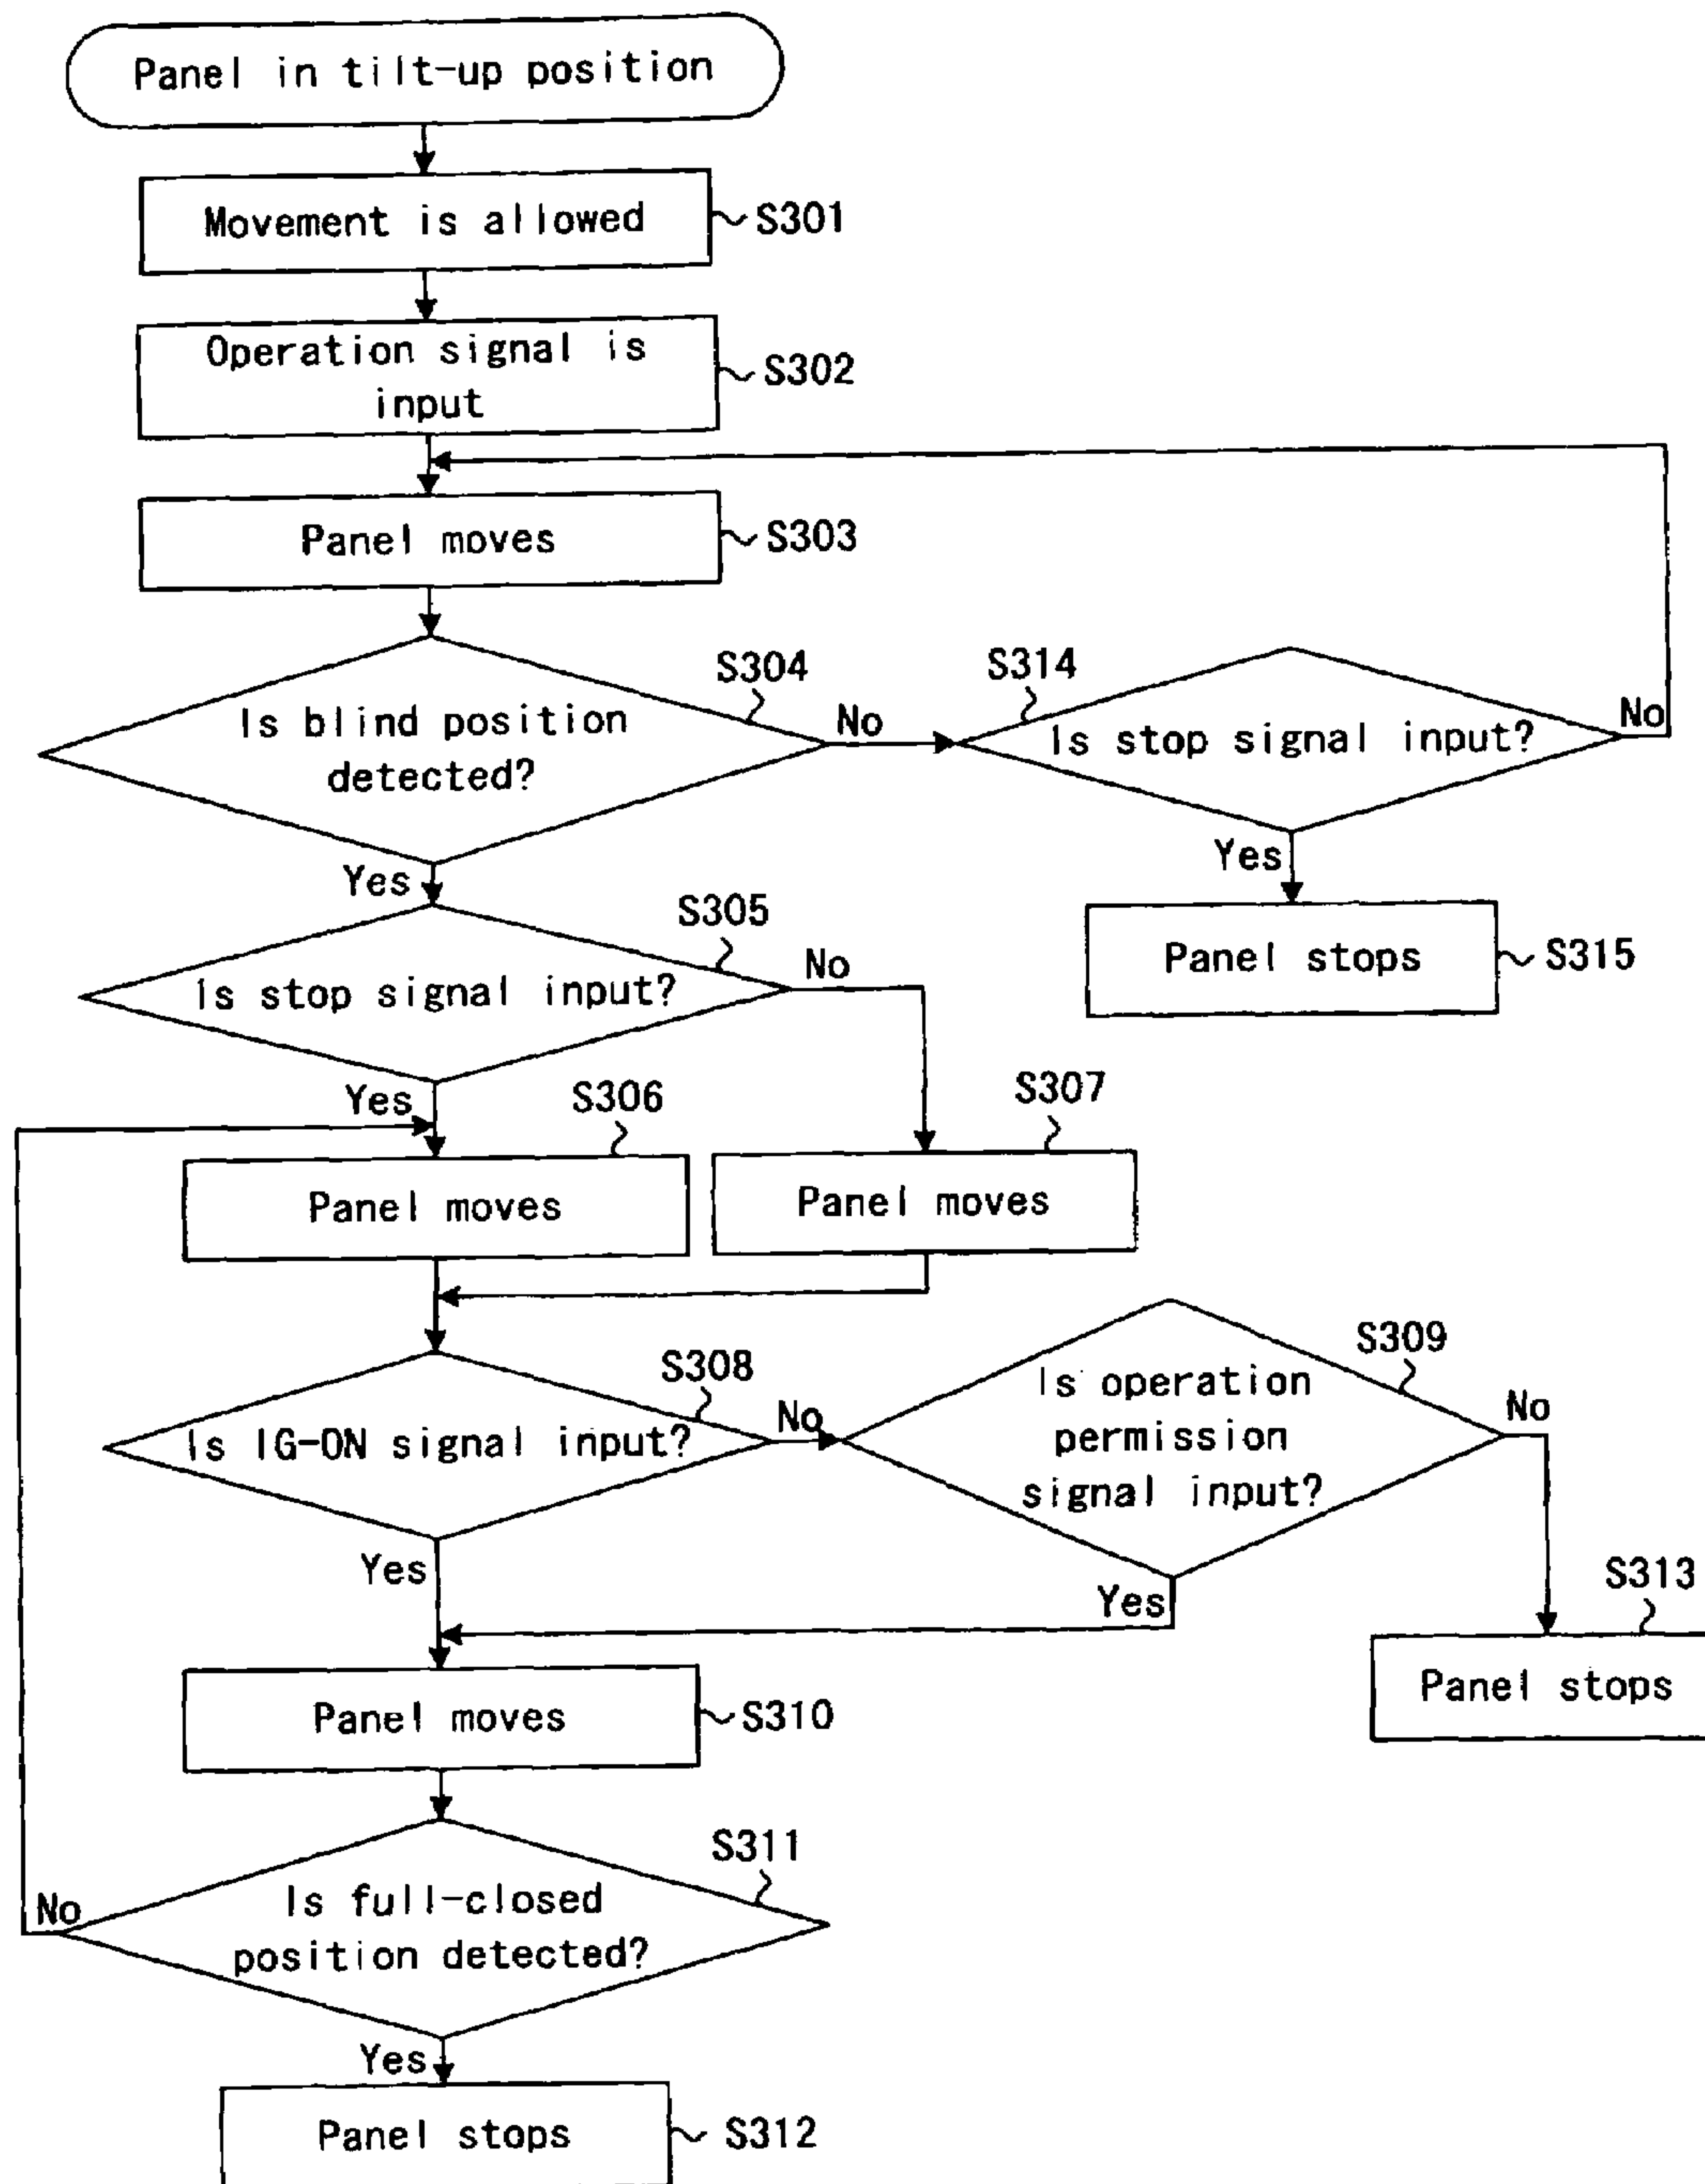 Panel in tilt-up position
Movement is allowed
S301
Operation signal is
input
S302
Panel moves
S303
Is blind position
detected?
S304
No
Yes
S314
Is stop signal input?
No
Yes
Panel stops
S315
S305
Is stop signal input?
No
Yes
S306
Panel moves
S307
Panel moves
S308
Is IG-ON signal input?
No
Yes
S309
Is operation
permission
signal input?
No
Yes
S313
Panel stops
Panel moves
S310
S311
Is full-closed
position detected?
No
Yes
Panel stops
S312